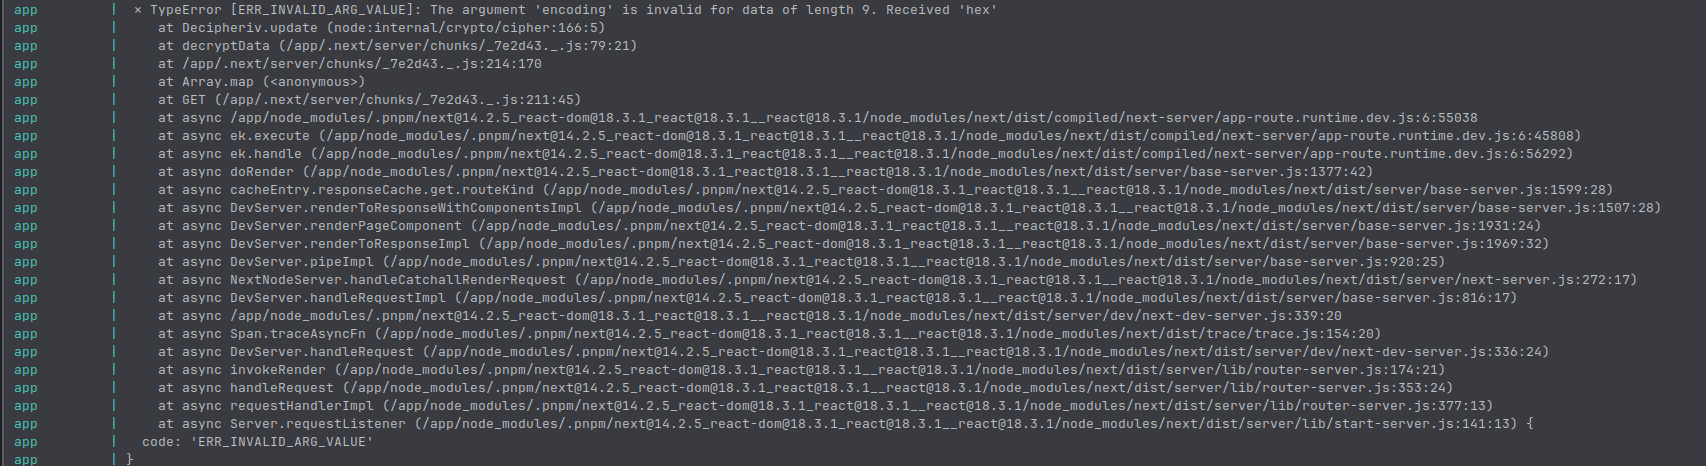 app | × TypeError [ERR_INVALID_ARG_VALUE]: The argument 'encoding' is invalid for data of length 9. Received 'hex'
app | at Decipheriv.update (node:internal/crypto/cipher:166:5)
app | at decryptData (/app/.next/server/chunks/_7e2d43._.js:79:21)
app | at /app/.next/server/chunks/_7e2d43._.js:214:170
app | at Array.map (<anonymous>)
app | at GET (/app/.next/server/chunks/_7e2d43._.js:211:45)
app | at async /app/node_modules/.pnpm/next@14.2.5_react-dom@18.3.1_react@18.3.1__react@18.3.1/node_modules/next/dist/compiled/next-server/app-route.runtime.dev.js:6:55038
app | at async ek.execute (/app/node_modules/.pnpm/next@14.2.5_react-dom@18.3.1_react@18.3.1__react@18.3.1/node_modules/next/dist/compiled/next-server/app-route.runtime.dev.js:6:45808)
app | at async ek.handle (/app/node_modules/.pnpm/next@14.2.5_react-dom@18.3.1_react@18.3.1__react@18.3.1/node_modules/next/dist/compiled/next-server/app-route.runtime.dev.js:6:56292)
app | at async doRender (/app/node_modules/.pnpm/next@14.2.5_react-dom@18.3.1_react@18.3.1__react@18.3.1/node_modules/next/dist/server/base-server.js:1377:42)
app | at async cacheEntry.responseCache.get.routeKind (/app/node_modules/.pnpm/next@14.2.5_react-dom@18.3.1_react@18.3.1__react@18.3.1/node_modules/next/dist/server/base-server.js:1599:28)
app | at async DevServer.renderToResponseWithComponentsImpl (/app/node_modules/.pnpm/next@14.2.5_react-dom@18.3.1_react@18.3.1__react@18.3.1/node_modules/next/dist/server/base-server.js:1507:28)
app | at async DevServer.renderPageComponent (/app/node_modules/.pnpm/next@14.2.5_react-dom@18.3.1_react@18.3.1__react@18.3.1/node_modules/next/dist/server/base-server.js:1931:24)
app | at async DevServer.renderToResponseImpl (/app/node_modules/.pnpm/next@14.2.5_react-dom@18.3.1_react@18.3.1__react@18.3.1/node_modules/next/dist/server/base-server.js:1969:32)
app | at async DevServer.pipeImpl (/app/node_modules/.pnpm/next@14.2.5_react-dom@18.3.1_react@18.3.1__react@18.3.1/node_modules/next/dist/server/base-server.js:920:25)
app | at async NextNodeServer.handleCatchallRenderRequest (/app/node_modules/.pnpm/next@14.2.5_react-dom@18.3.1_react@18.3.1__react@18.3.1/node_modules/next/dist/server/next-server.js:272:17)
app | at async DevServer.handleRequestImpl (/app/node_modules/.pnpm/next@14.2.5_react-dom@18.3.1_react@18.3.1__react@18.3.1/node_modules/next/dist/server/base-server.js:816:17)
app | at async /app/node_modules/.pnpm/next@14.2.5_react-dom@18.3.1_react@18.3.1__react@18.3.1/node_modules/next/dist/server/dev/next-dev-server.js:339:20
app | at async Span.traceAsyncFn (/app/node_modules/.pnpm/next@14.2.5_react-dom@18.3.1_react@18.3.1__react@18.3.1/node_modules/next/dist/trace/trace.js:154:20)
app | at async DevServer.handleRequest (/app/node_modules/.pnpm/next@14.2.5_react-dom@18.3.1_react@18.3.1__react@18.3.1/node_modules/next/dist/server/dev/next-dev-server.js:336:24)
app | at async invokeRender (/app/node_modules/.pnpm/next@14.2.5_react-dom@18.3.1_react@18.3.1__react@18.3.1/node_modules/next/dist/server/lib/router-server.js:174:21)
app | at async handleRequest (/app/node_modules/.pnpm/next@14.2.5_react-dom@18.3.1_react@18.3.1__react@18.3.1/node_modules/next/dist/server/lib/router-server.js:353:24)
app | at async requestHandlerImpl (/app/node_modules/.pnpm/next@14.2.5_react-dom@18.3.1_react@18.3.1__react@18.3.1/node_modules/next/dist/server/lib/router-server.js:377:13)
app | at async Server.requestListener (/app/node_modules/.pnpm/next@14.2.5_react-dom@18.3.1_react@18.3.1__react@18.3.1/node_modules/next/dist/server/lib/start-server.js:141:13) {
app | code: 'ERR_INVALID_ARG_VALUE'
app | }